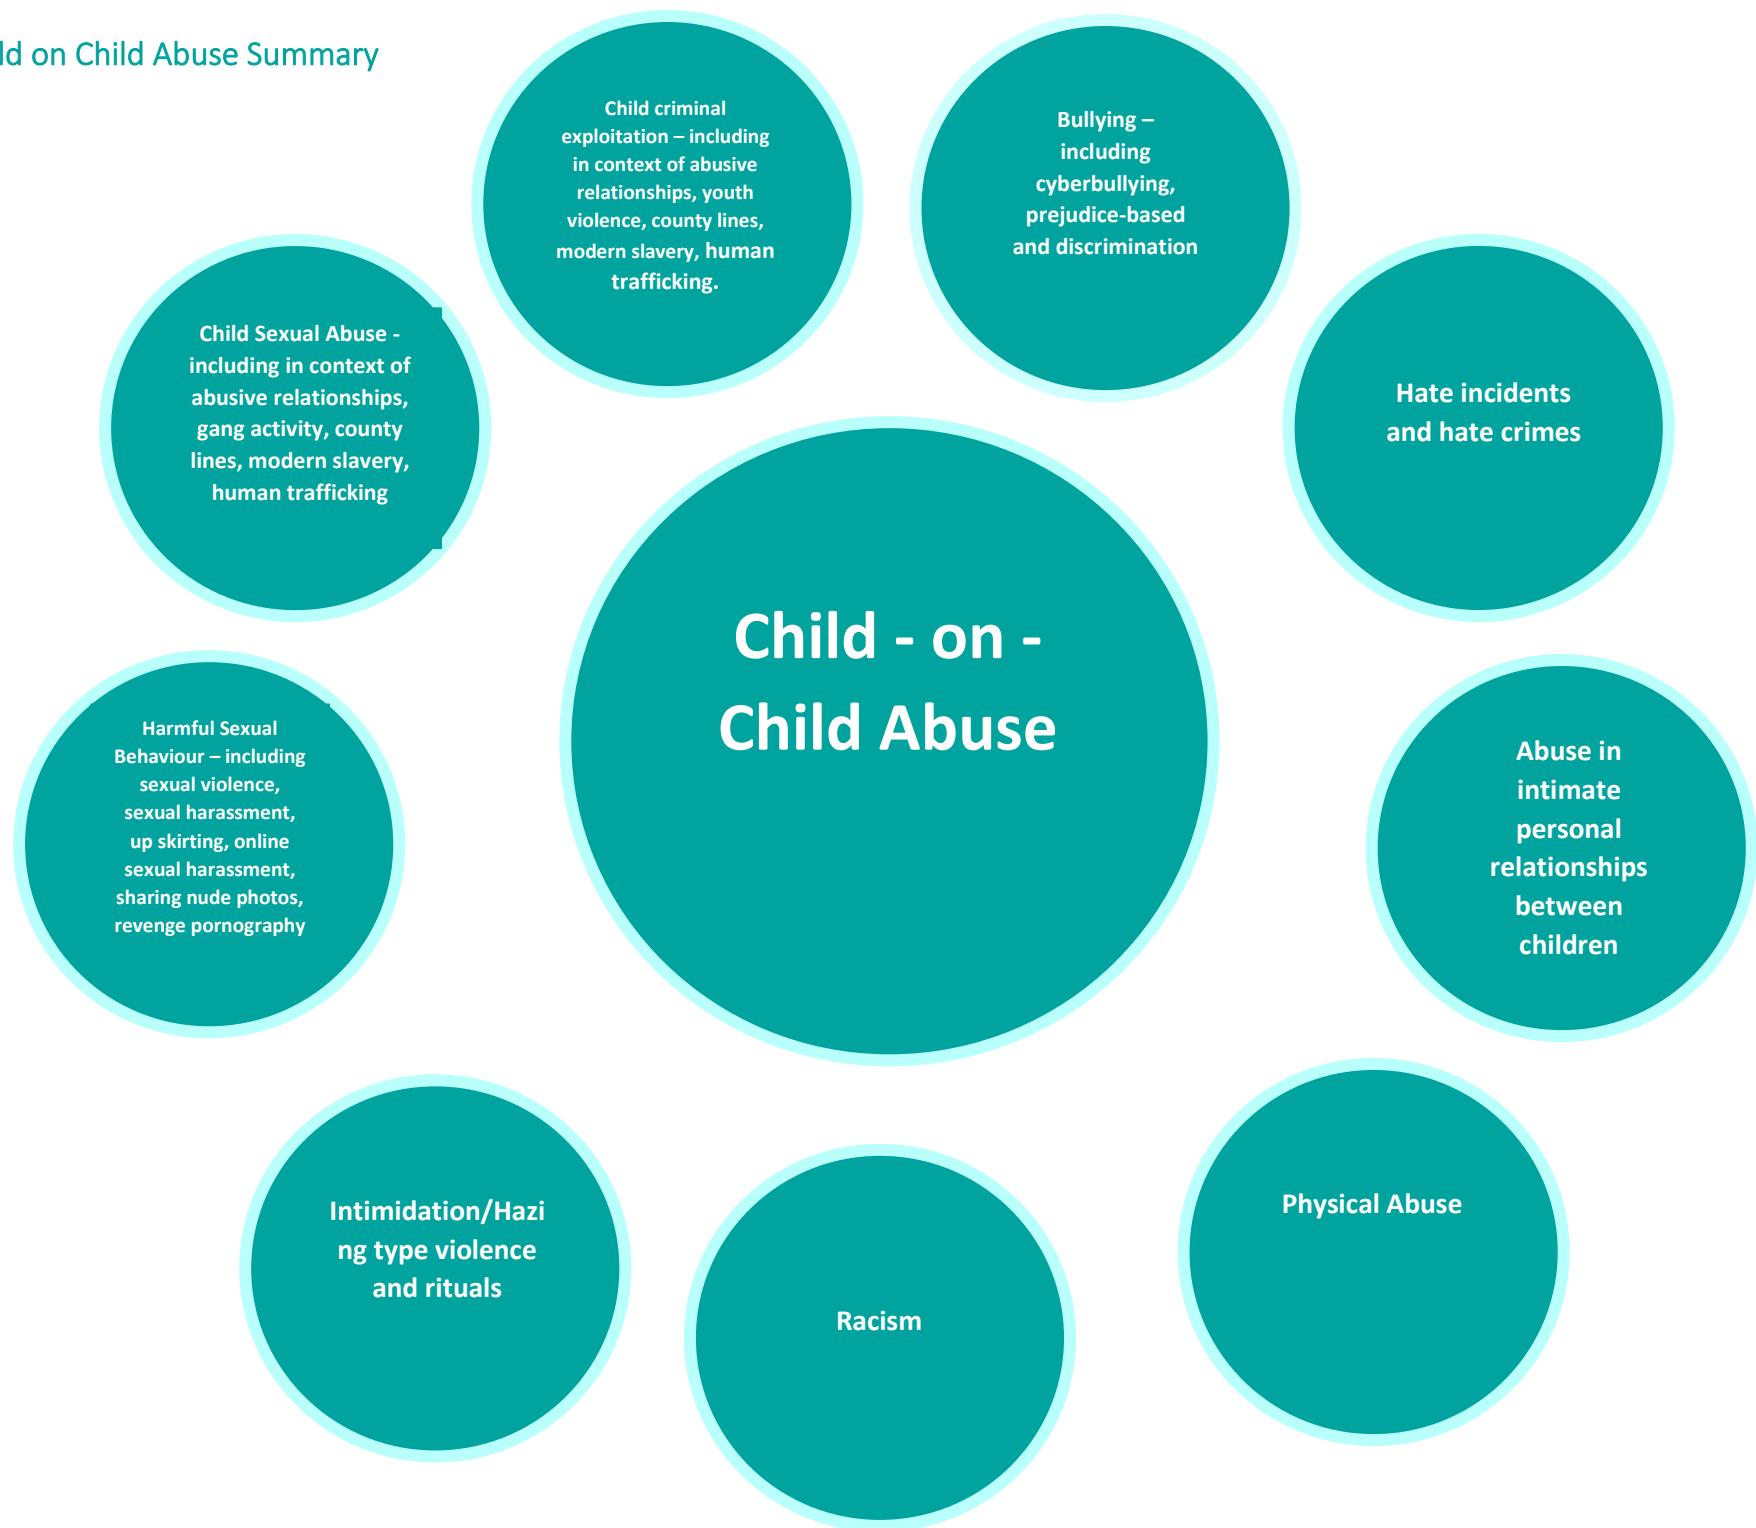 ld on Child Abuse Summary
Child criminal
exploitation – including
in context of abusive
relationships, youth
violence, county lines,
modern slavery, human
trafficking.
Bullying –
including
cyberbullying,
prejudice-based
and discrimination
Child Sexual Abuse -
including in context of
abusive relationships,
gang activity, county
lines, modern slavery,
human trafficking
Hate incidents
and hate crimes
Child - on -
Child Abuse
Harmful Sexual
Behaviour – including
sexual violence,
sexual harassment,
up skirting, online
sexual harassment,
sharing nude photos,
revenge pornography
Abuse in
intimate
personal
relationships
between
children
Intimidation/Hazi
ng type violence
and rituals
Racism
Physical Abuse